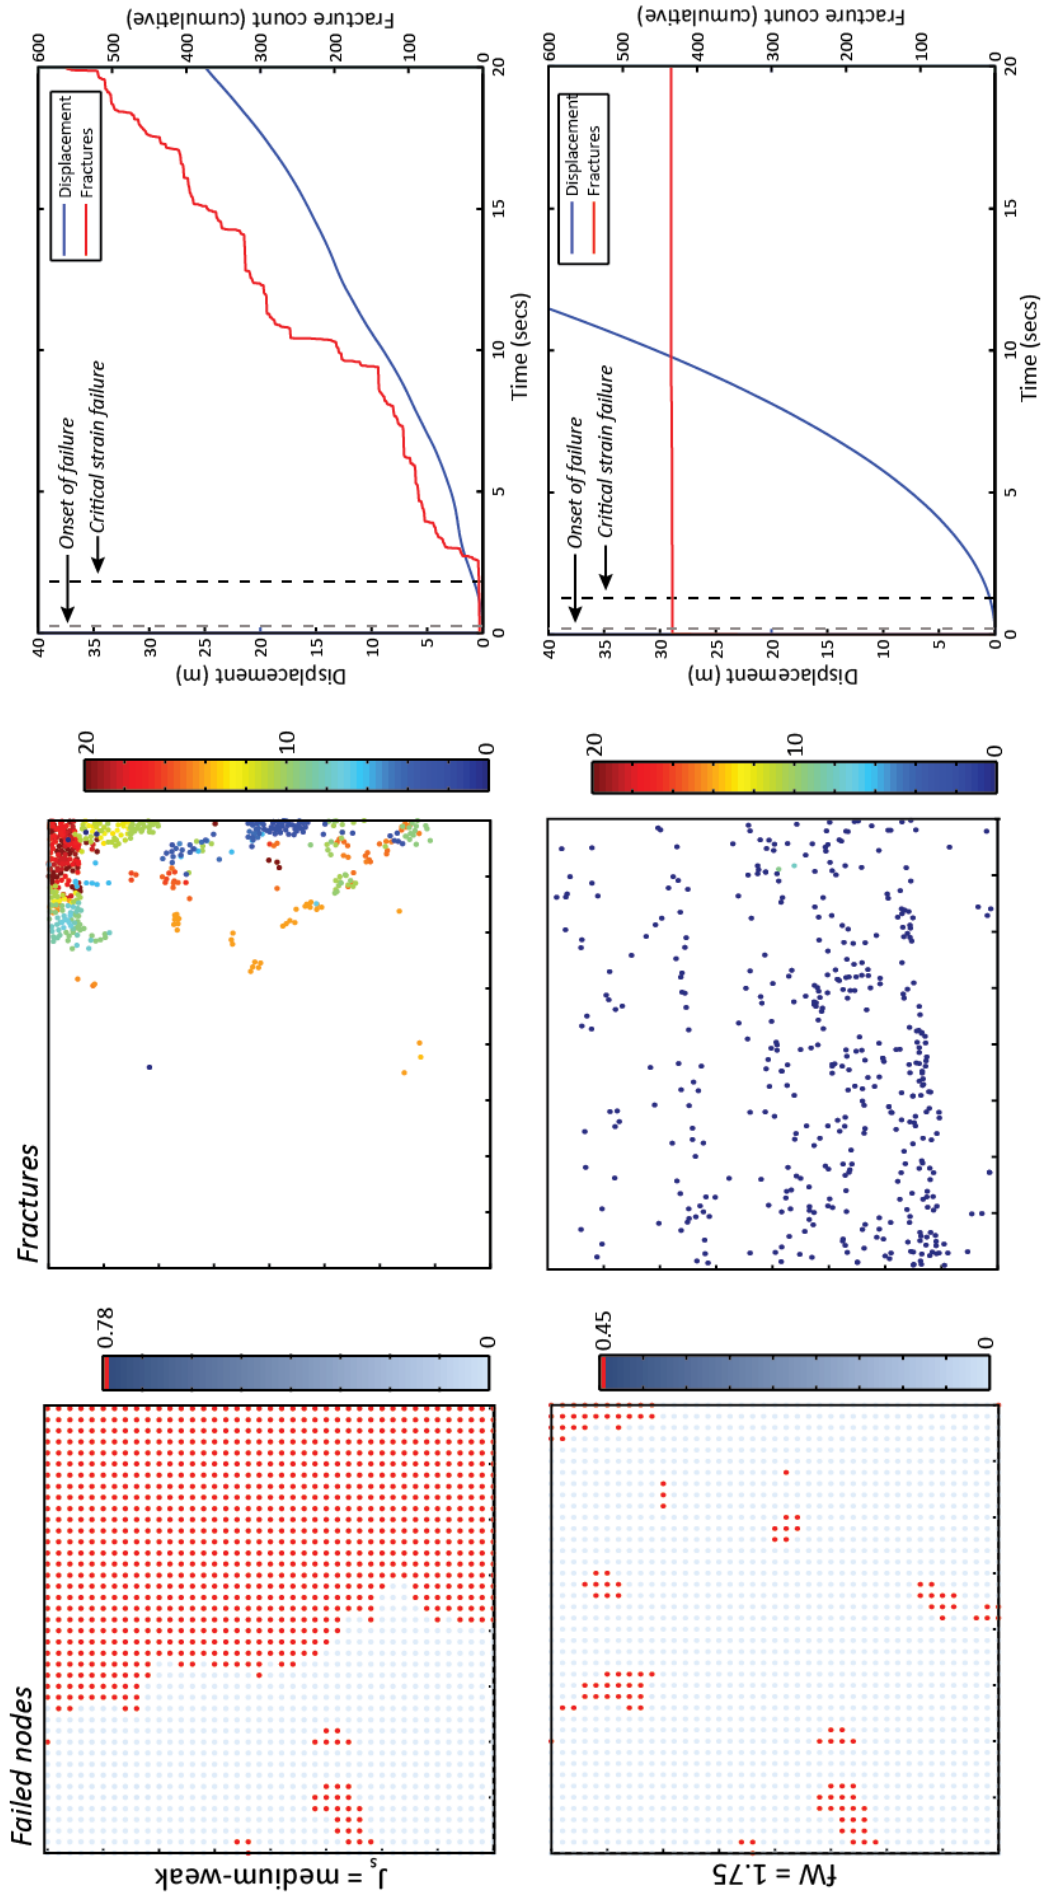 Failed nodes
Fractures
J_s = medium-weak
0.78
0
20
10
0
Onset of failure
Critical strain failure
Displacement
Fractures
Displacement (m)
40
35
30
25
20
15
10
5
0
Fracture count (cumulative)
600
500
400
300
200
100
0
0
5
10
15
20
Time (secs)
fW = 1.75
0.45
0
20
10
0
Onset of failure
Critical strain failure
Displacement
Fractures
Displacement (m)
40
35
30
25
20
15
10
5
0
Fracture count (cumulative)
600
500
400
300
200
100
0
0
5
10
15
20
Time (secs)